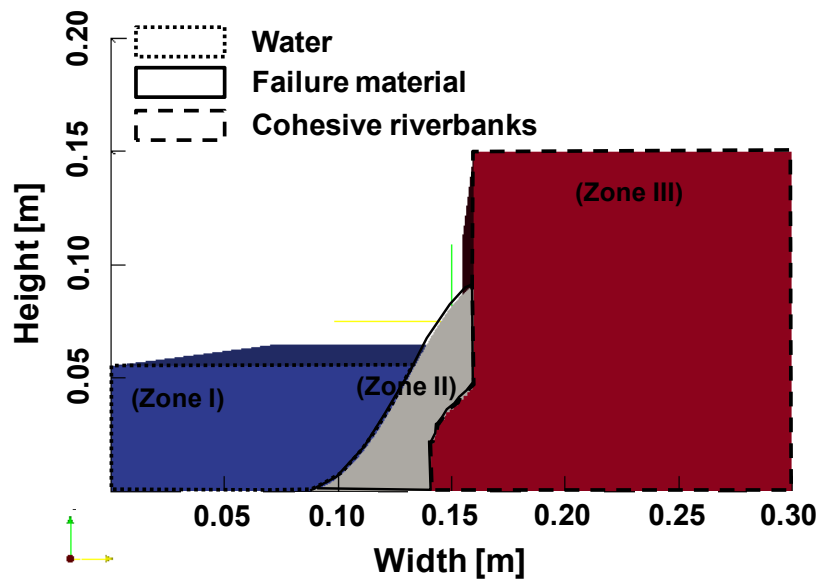 Water
Failure material
Cohesive riverbanks
0.20
0.15
0.10
0.05
Height [m]
(Zone I)
(Zone II)
(Zone III)
0.05 0.10 0.15 0.20 0.25 0.30
Width [m]